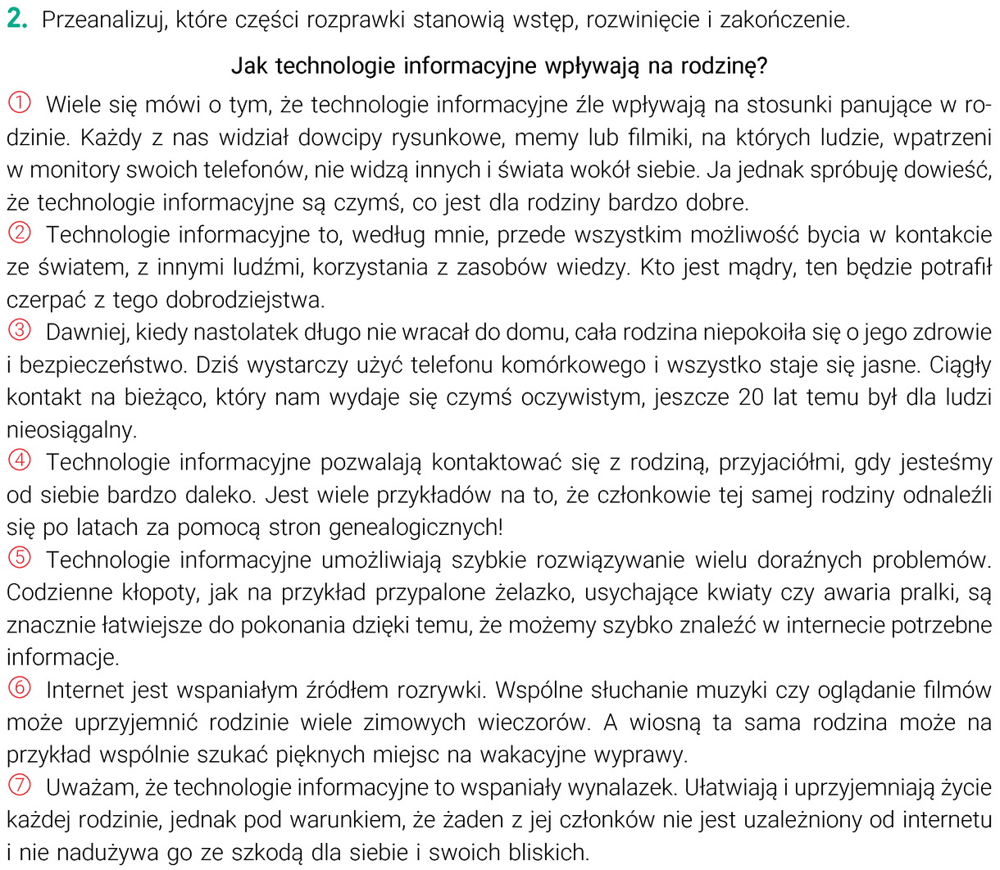 2. Przeanalizuj, które części rozprawki stanowią wstęp, rozwinięcie i zakończenie.
Jak technologie informacyjne wpływają na rodzinę?
① Wiele się mówi o tym, że technologie informacyjne źle wpływają na stosunki panujące w ro-
dzinie. Każdy z nas widział dowcipy rysunkowe, memy lub filmiki, na których ludzie, wpatrzeni
w monitory swoich telefonów, nie widzą innych i świata wokół siebie. Ja jednak spróbuję dowieść,
że technologie informacyjne są czymś, co jest dla rodziny bardzo dobre.
② Technologie informacyjne to, według mnie, przede wszystkim możliwość bycia w kontakcie
ze światem, z innymi ludźmi, korzystania z zasobów wiedzy. Kto jest mądry, ten będzie potrafił
czerpać z tego dobrodziejstwa.
③ Dawniej, kiedy nastolatek długo nie wracał do domu, cała rodzina niepokoiła się o jego zdrowie
i bezpieczeństwo. Dziś wystarczy użyć telefonu komórkowego i wszystko staje się jasne. Ciągły
kontakt na bieżąco, który nam wydaje się czymś oczywistym, jeszcze 20 lat temu był dla ludzi
nieosiągalny.
④ Technologie informacyjne pozwalają kontaktować się z rodziną, przyjaciółmi, gdy jesteśmy
od siebie bardzo daleko. Jest wiele przykładów na to, że członkowie tej samej rodziny odnaleźli
się po latach za pomocą stron genealogicznych!
⑤ Technologie informacyjne umożliwiają szybkie rozwiązywanie wielu doraźnych problemów.
Codzienne kłopoty, jak na przykład przypalone żelazko, usychające kwiaty czy awaria pralki, są
znacznie łatwiejsze do pokonania dzięki temu, że możemy szybko znaleźć w internecie potrzebne
informacje.
⑥ Internet jest wspaniałym źródłem rozrywki. Wspólne słuchanie muzyki czy oglądanie filmów
może uprzyjemnić rodzinie wiele zimowych wieczorów. A wiosną ta sama rodzina może na
przykład wspólnie szukać pięknych miejsc na wakacyjne wyprawy.
⑦ Uważam, że technologie informacyjne to wspaniały wynalazek. Ułatwiają i uprzyjemniają życie
każdej rodzinie, jednak pod warunkiem, że żaden z jej członków nie jest uzależniony od internetu
i nie nadużywa go ze szkodą dla siebie i swoich bliskich.